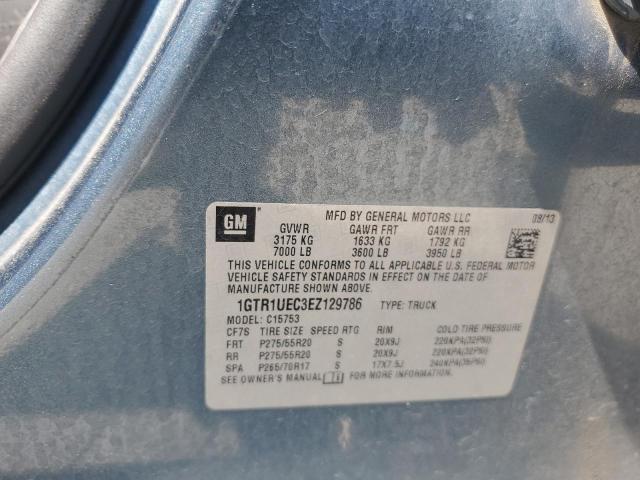 GM
MFD BY GENERAL MOTORS LLC 09/13
GVWR GAWR FRT GAWR RR
3175 KG 1633 KG 1792 KG
7000 LB 3600 LB 3950 LB
THIS VEHICLE CONFORMS TO ALL APPLICABLE U.S. FEDERAL MOTOR
VEHICLE SAFETY, BUMPER, AND THEFT PREVENTION STANDARDS IN EFFECT ON THE DATE OF
MANUFACTURE SHOWN ABOVE.
1GTR1UEC3EZ129786 TYPE: TRUCK
MODEL: C15753
CF7S TIRE SIZE SPEED RTG RIM COLD TIRE PRESSURE
FRT P275/55R20 S 20X9J 220KPA(32PSI)
RR P275/55R20 S 20X9J 220KPA(32PSI)
SPA P265/70R17 S 17X7.5J 240KPA(35PSI)
SEE OWNER'S MANUAL